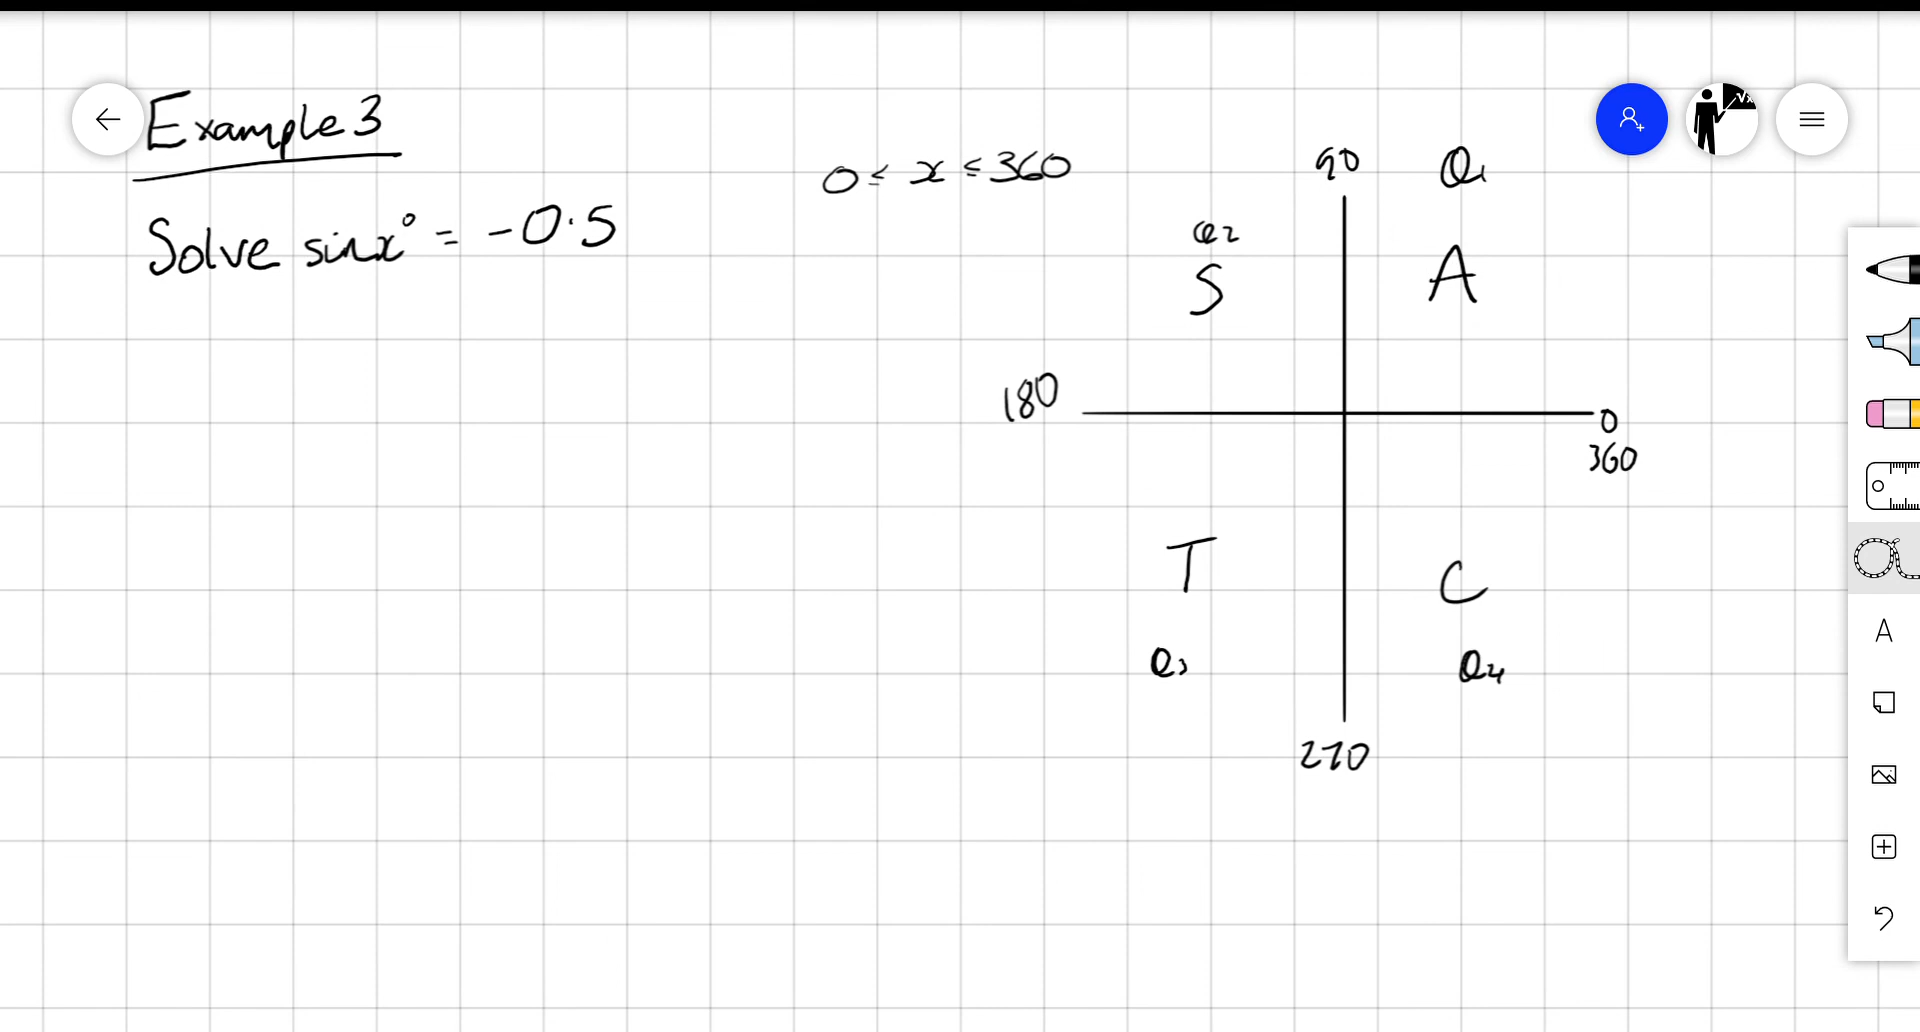 Example 3
0 ≤ x ≤ 360
Solve sinx° = -0.5
90
Q1
Q2
S
A
180
0
360
T
C
Q3
Q4
270
√x
A